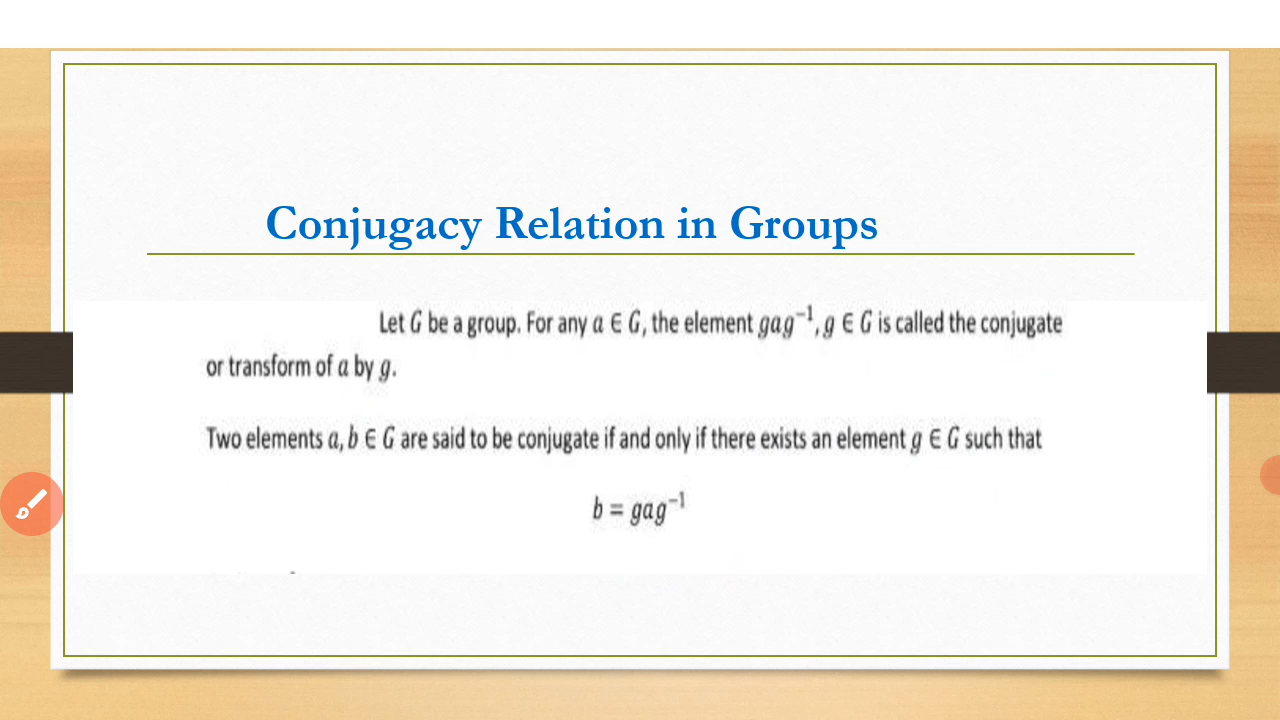 Conjugacy Relation in Groups
Let G be a group. For any a ∈ G, the element gag⁻¹, g ∈ G is called the conjugate
or transform of a by g.
Two elements a, b ∈ G are said to be conjugate if and only if there exists an element g ∈ G such that
b = gag⁻¹